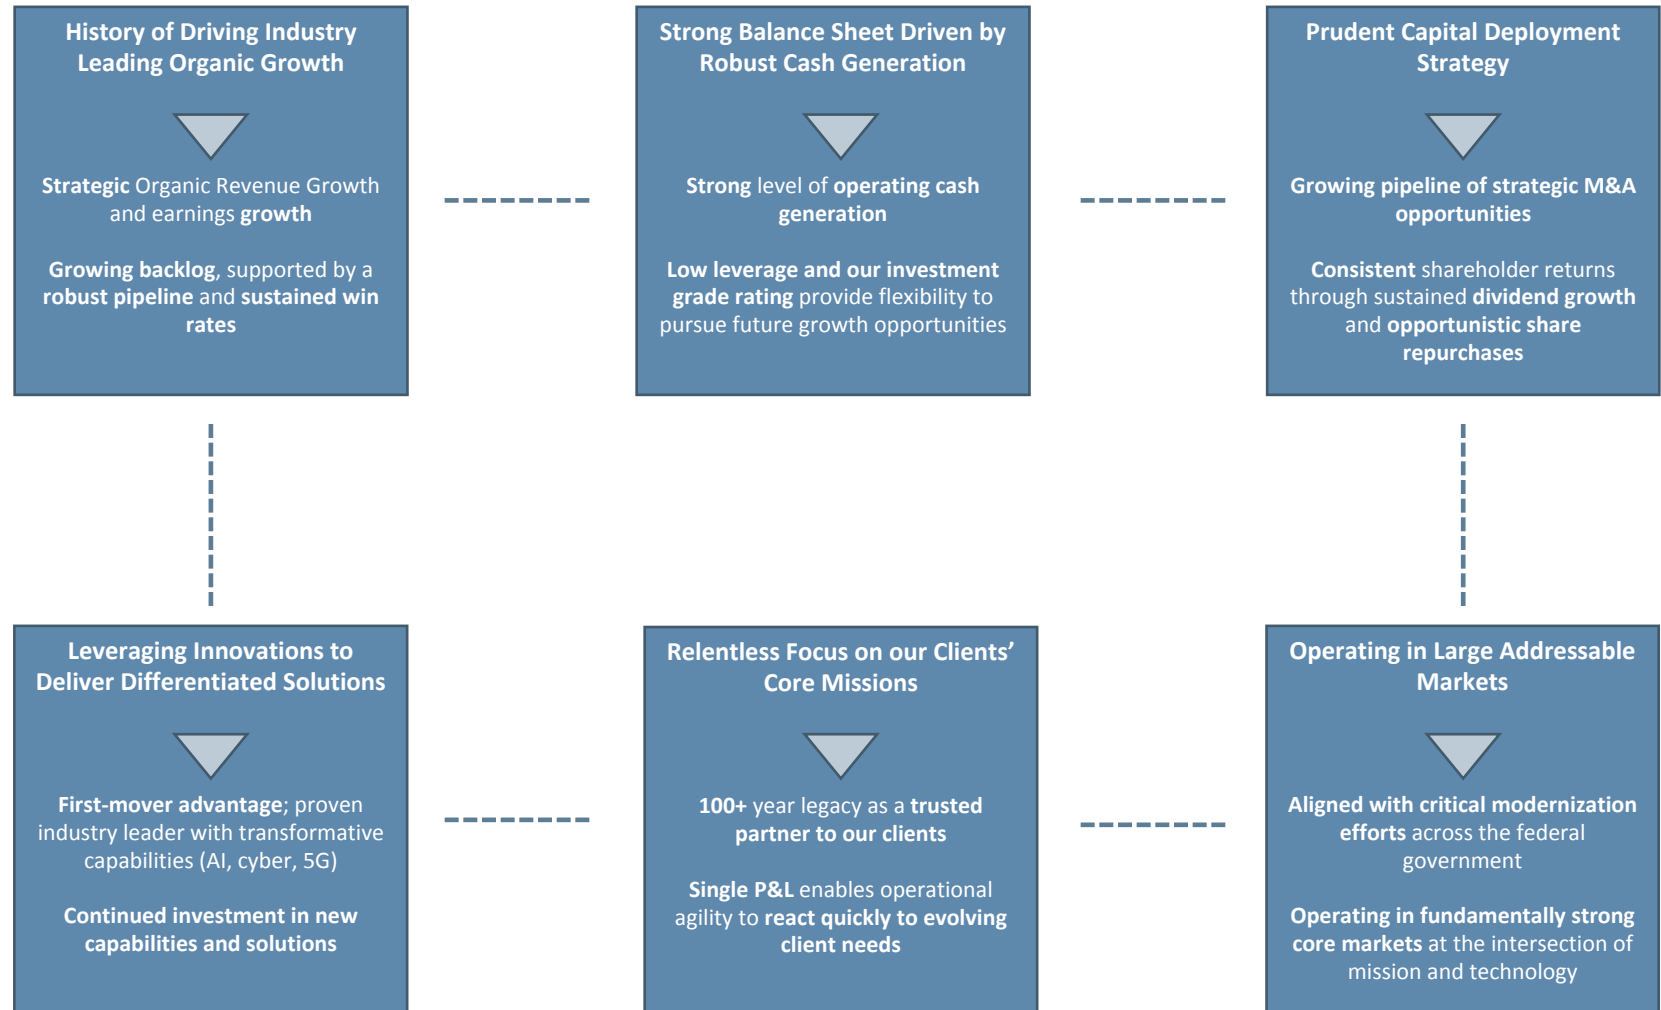 History of Driving Industry
Leading Organic Growth
Strategic Organic Revenue Growth
and earnings growth
Growing backlog, supported by a
robust pipeline and sustained win
rates
Strong Balance Sheet Driven by
Robust Cash Generation
Strong level of operating cash
generation
Low leverage and our investment
grade rating provide flexibility to
pursue future growth opportunities
Prudent Capital Deployment
Strategy
Growing pipeline of strategic M&A
opportunities
Consistent shareholder returns
through sustained dividend growth
and opportunistic share
repurchases
Leveraging Innovations to
Deliver Differentiated Solutions
First-mover advantage; proven
industry leader with transformative
capabilities (AI, cyber, 5G)
Continued investment in new
capabilities and solutions
Relentless Focus on our Clients’
Core Missions
100+ year legacy as a trusted
partner to our clients
Single P&L enables operational
agility to react quickly to evolving
client needs
Operating in Large Addressable
Markets
Aligned with critical modernization
efforts across the federal
government
Operating in fundamentally strong
core markets at the intersection of
mission and technology